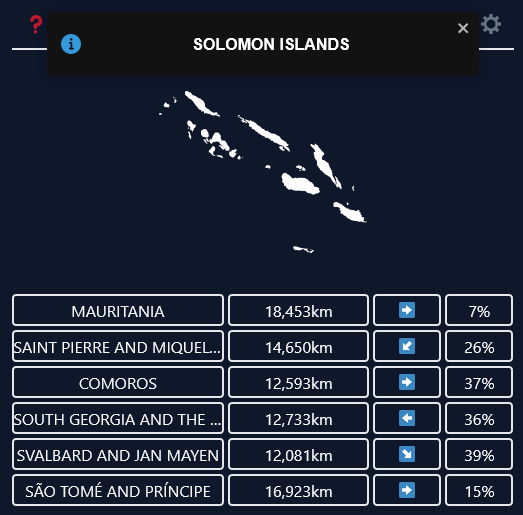 ?
SOLOMON ISLANDS
MAURITANIA 18,453km ➡️ 7%
SAINT PIERRE AND MIQUEL... 14,650km ↙️ 26%
COMOROS 12,593km ➡️ 37%
SOUTH GEORGIA AND THE ... 12,733km ⬅️ 36%
SVALBARD AND JAN MAYEN 12,081km ↘️ 39%
SÃO TOMÉ AND PRÍNCIPE 16,923km ➡️ 15%